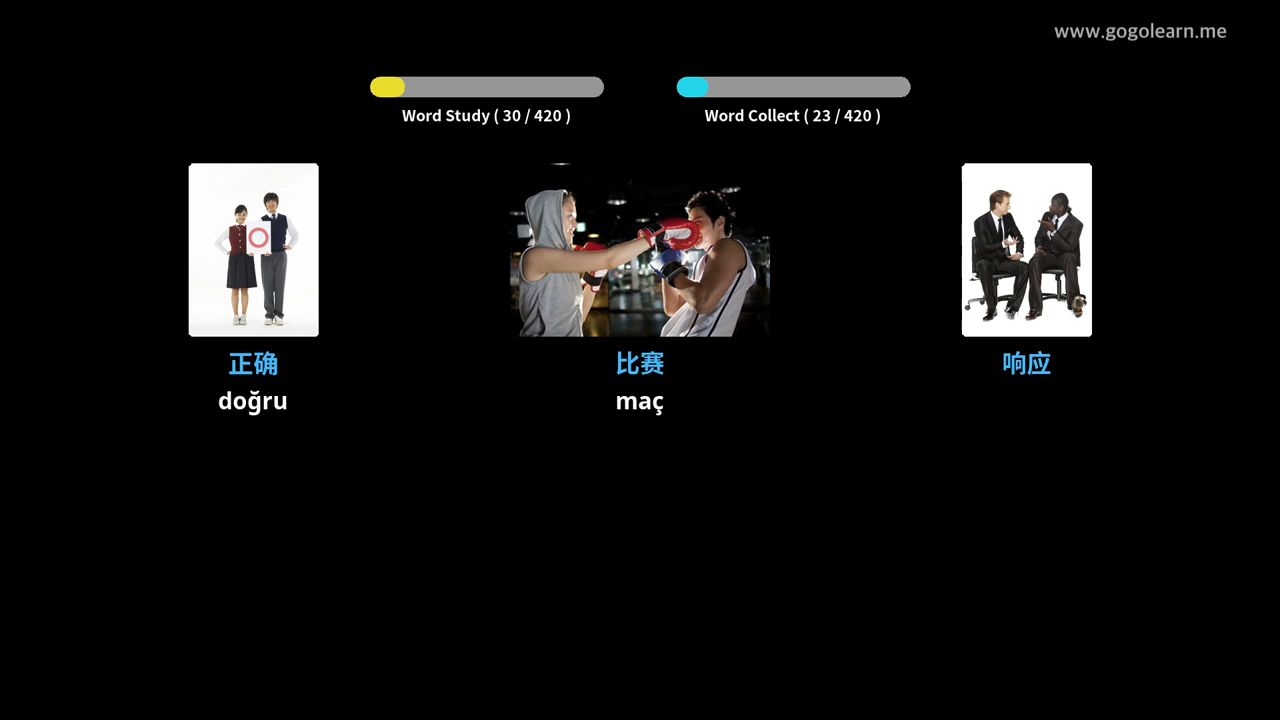 www.gogolearn.me
Word Study ( 30 / 420 )
Word Collect ( 23 / 420 )
正确
比赛
响应
doğru
maç